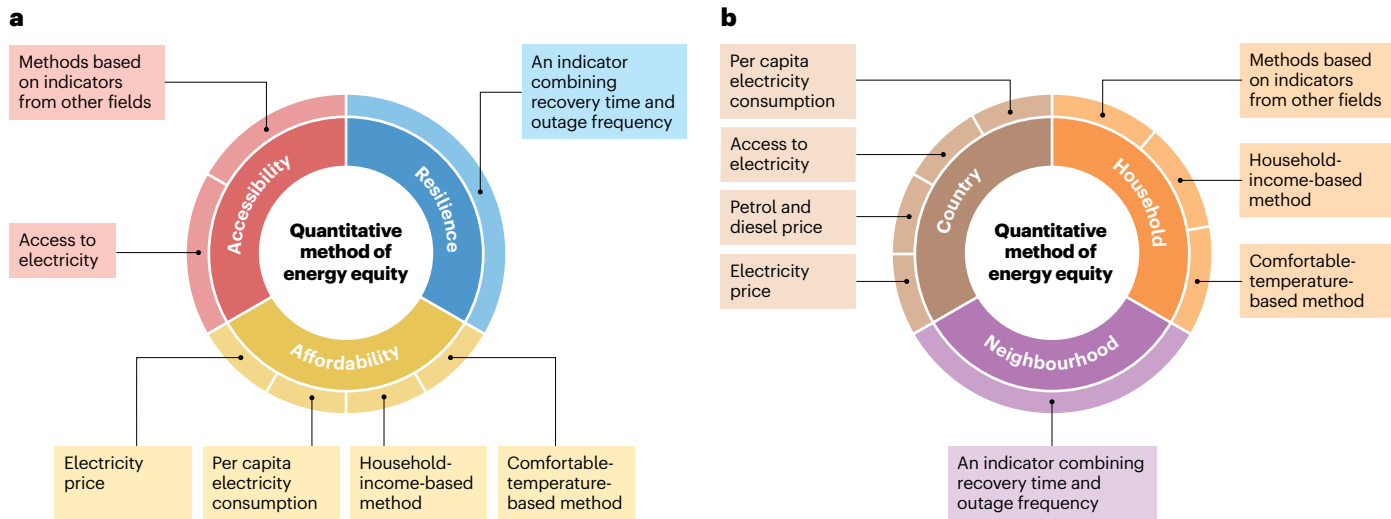 a
Methods based
on indicators
from other fields
An indicator
combining
recovery time and
outage frequency
Accessibility
Resilience
Quantitative
method of
energy equity
Access to
electricity
Affordability
Electricity
price
Per capita
electricity
consumption
Household-
income-based
method
Comfortable-
temperature-
based method
b
Per capita
electricity
consumption
Methods based
on indicators
from other fields
Access to
electricity
Household-
income-based
method
Country
Household
Petrol and
diesel price
Quantitative
method of
energy equity
Electricity
price
Comfortable-
temperature-
based method
Neighbourhood
An indicator combining
recovery time and
outage frequency